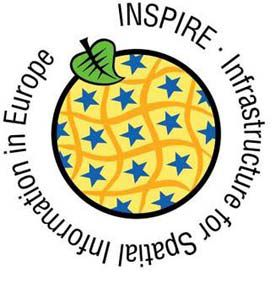 INSPIRE · Infrastructure for Spatial Information in Europe